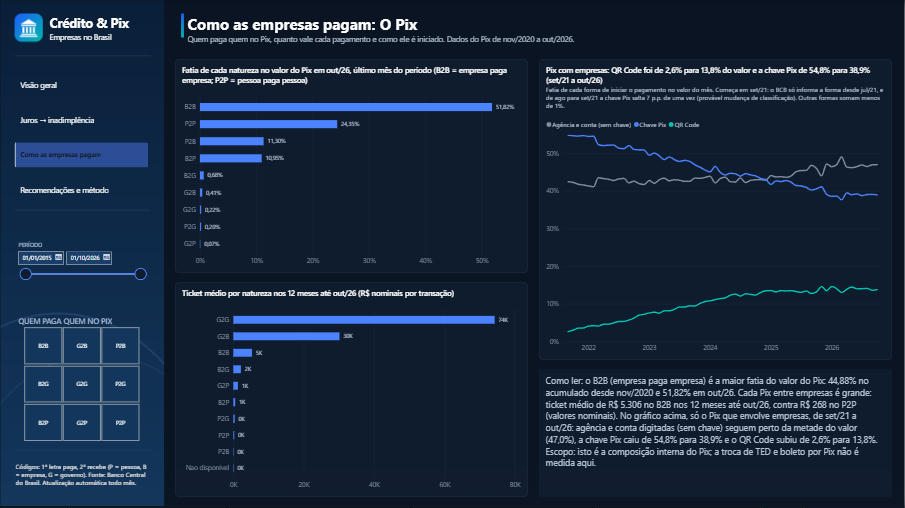 Crédito & Pix
Empresas no Brasil
Visão geral
Juros → inadimplência
Como as empresas pagam
Recomendações e método
PERÍODO
01/01/2015 01/10/2026
QUEM PAGA QUEM NO PIX
B2B G2B P2B
B2G G2G P2G
B2P G2P P2P
Códigos: 1ª letra paga, 2ª recebe (P = pessoa, B
= empresa, G = governo). Fonte: Banco Central
do Brasil. Atualização automática todo mês.
Como as empresas pagam: O Pix
Quem paga quem no Pix, quanto vale cada pagamento e como ele é iniciado. Dados do Pix de nov/2020 a out/2026.
Fatia de cada natureza no valor do Pix em out/26, último mês do período (B2B = empresa paga
empresa; P2P = pessoa paga pessoa)
B2B 51,82%
P2P 24,35%
P2B 11,30%
B2P 10,95%
B2G 0,68%
G2B 0,41%
G2G 0,22%
P2G 0,20%
G2P 0,07%
0% 10% 20% 30% 40% 50%
Ticket médio por natureza nos 12 meses até out/26 (R$ nominais por transação)
G2G 74K
G2B 30K
B2B 5K
B2G 2K
G2P 1K
B2P 1K
P2G 0K
P2P 0K
P2B 0K
Nao disponivel 0K
0K 20K 40K 60K 80K
Pix com empresas: QR Code foi de 2,6% para 13,8% do valor e a chave Pix de 54,8% para 38,9%
(set/21 a out/26)
Fatia de cada forma de iniciar o pagamento no valor do mês. Começa em set/21: o BCB só informa a forma desde jul/21, e
de ago para set/21 a chave Pix salta 7 p.p. de uma vez (provável mudança de classificação). Outras formas somam menos
de 1%.
Agência e conta (sem chave) Chave Pix QR Code
50%
40%
30%
20%
10%
0%
2022 2023 2024 2025 2026
Como ler: o B2B (empresa paga empresa) é a maior fatia do valor do Pix: 44,88% no
acumulado desde nov/2020 e 51,82% em out/26. Cada Pix entre empresas é grande:
ticket médio de R$ 5.306 no B2B nos 12 meses até out/26, contra R$ 268 no P2P
(valores nominais). No gráfico acima, só o Pix que envolve empresas, de set/21 a
out/26: agência e conta digitadas (sem chave) seguem perto da metade do valor
(47,0%), a chave Pix caiu de 54,8% para 38,9% e o QR Code subiu de 2,6% para 13,8%.
Escopo: isto é a composição interna do Pix; a troca de TED e boleto por Pix não é
medida aqui.